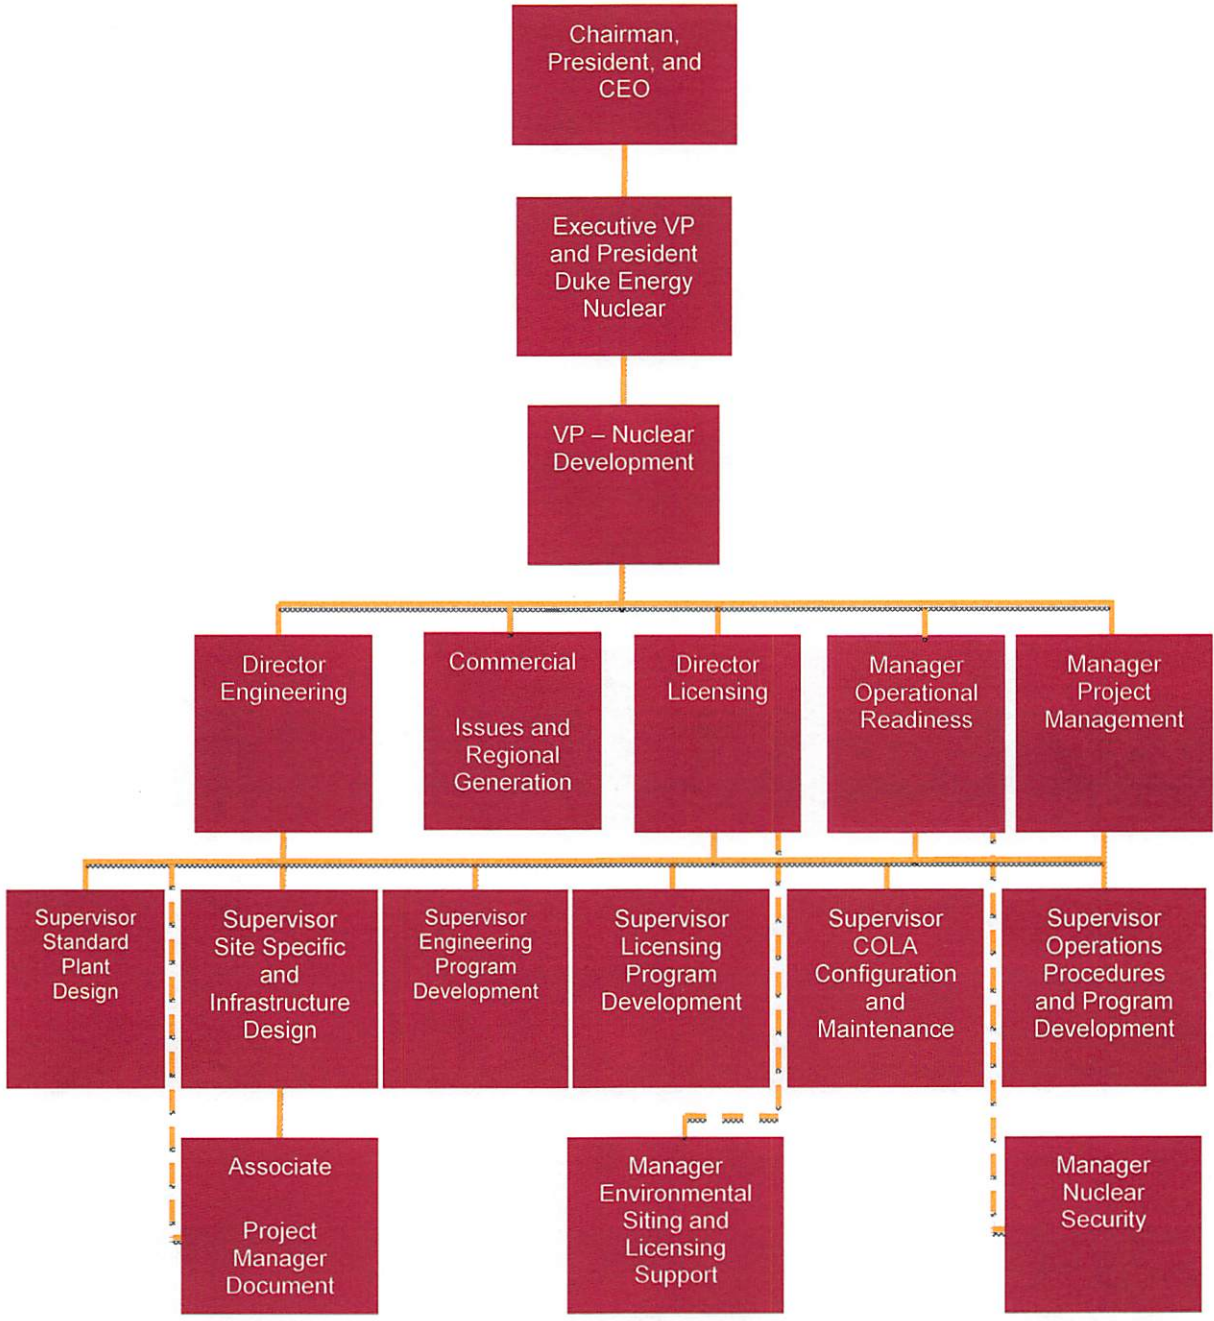 Chairman,
President, and
CEO
Executive VP
and President
Duke Energy
Nuclear
VP – Nuclear
Development
Director
Engineering
Commercial
Issues and
Regional
Generation
Director
Licensing
Manager
Operational
Readiness
Manager
Project
Management
Supervisor
Standard
Plant
Design
Supervisor
Site Specific
and
Infrastructure
Design
Supervisor
Engineering
Program
Development
Supervisor
Licensing
Program
Development
Supervisor
COLA
Configuration
and
Maintenance
Supervisor
Operations
Procedures
and Program
Development
Associate
Project
Manager
Document
Manager
Environmental
Siting and
Licensing
Support
Manager
Nuclear
Security